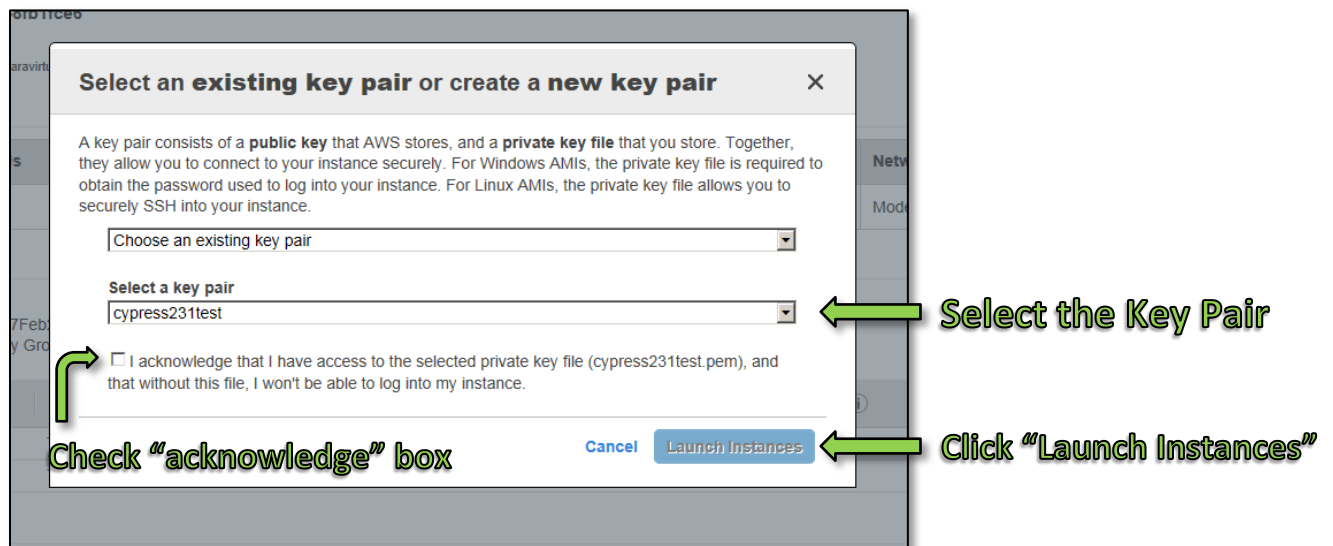 8fb1fce6
aravirtu
Select an existing key pair or create a new key pair
A key pair consists of a public key that AWS stores, and a private key file that you store. Together,
they allow you to connect to your instance securely. For Windows AMIs, the private key file is required to
obtain the password used to log into your instance. For Linux AMIs, the private key file allows you to
securely SSH into your instance.
s
Netw
Mode
Choose an existing key pair
Select a key pair
cypress231test
Select the Key Pair
7Feb2
y Gro
I acknowledge that I have access to the selected private key file (cypress231test.pem), and
that without this file, I won't be able to log into my instance.
Check “acknowledge” box
Cancel
Launch Instances
Click “Launch Instances”